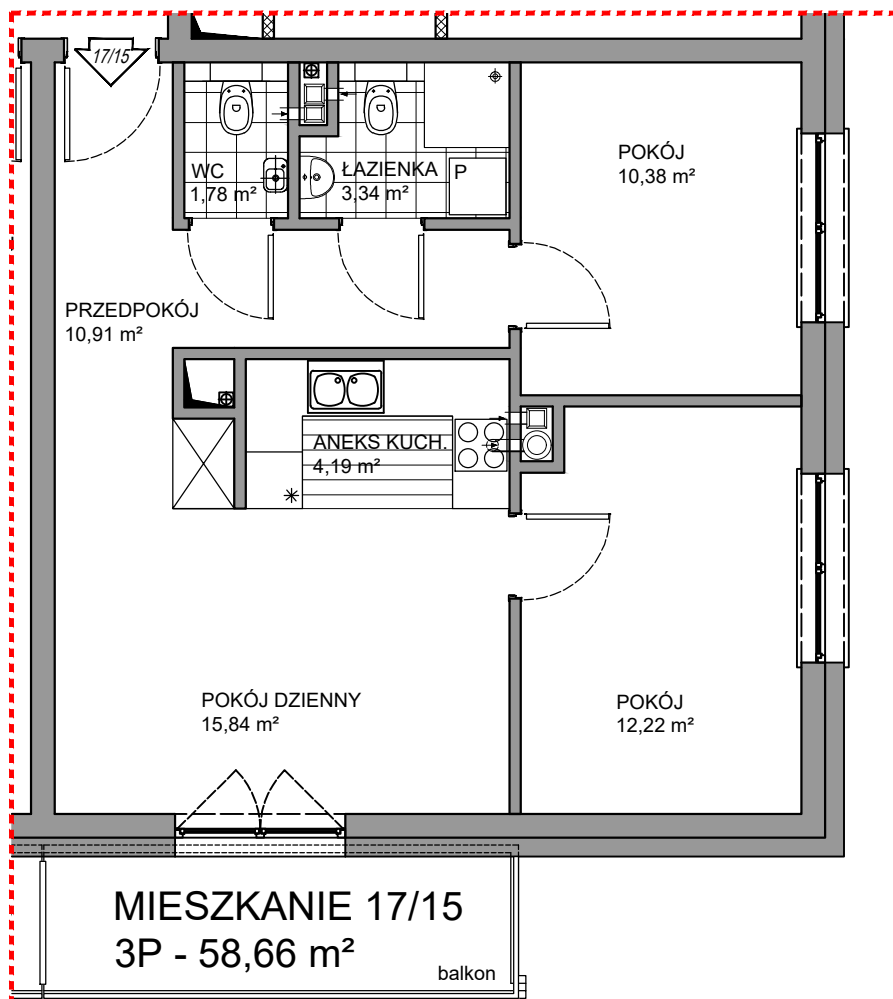 17/15
WC
1,78 m²
ŁAZIENKA
3,34 m²
P
POKÓJ
10,38 m²
PRZEDPOKÓJ
10,91 m²
ANEKS KUCH.
4,19 m²
POKÓJ DZIENNY
15,84 m²
POKÓJ
12,22 m²
MIESZKANIE 17/15
3P - 58,66 m²
balkon